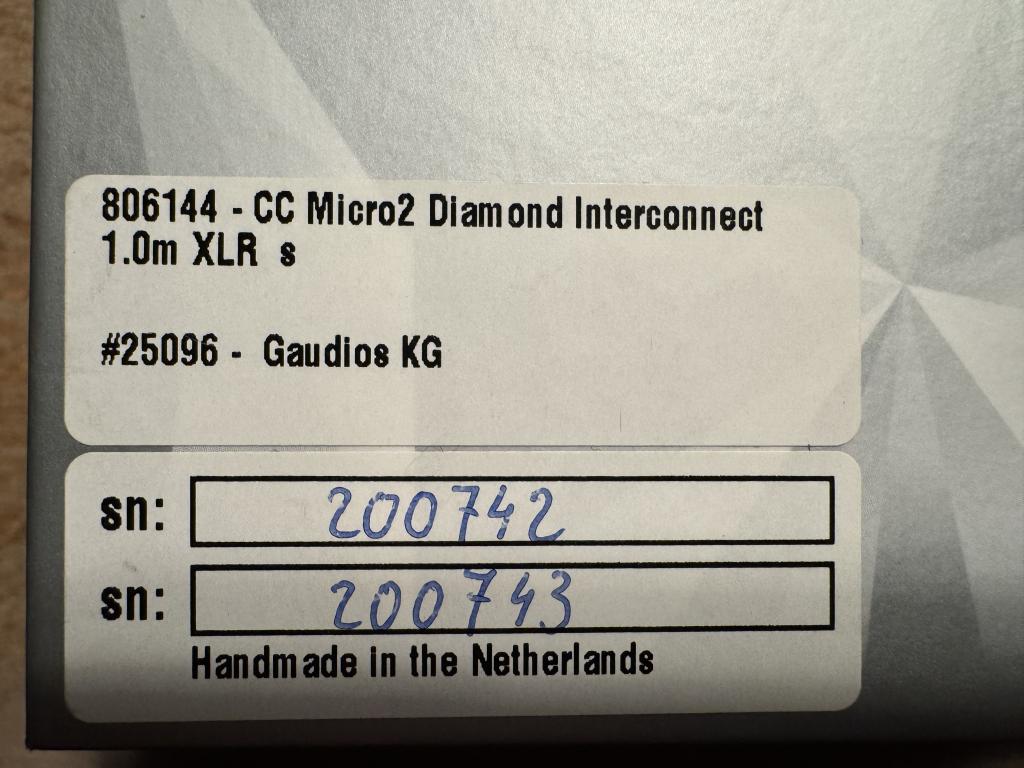 806144 - CC Micro2 Diamond Interconnect
1.0m XLR s
#25096 - Gaudios KG
sn: 200742
sn: 200743
Handmade in the Netherlands